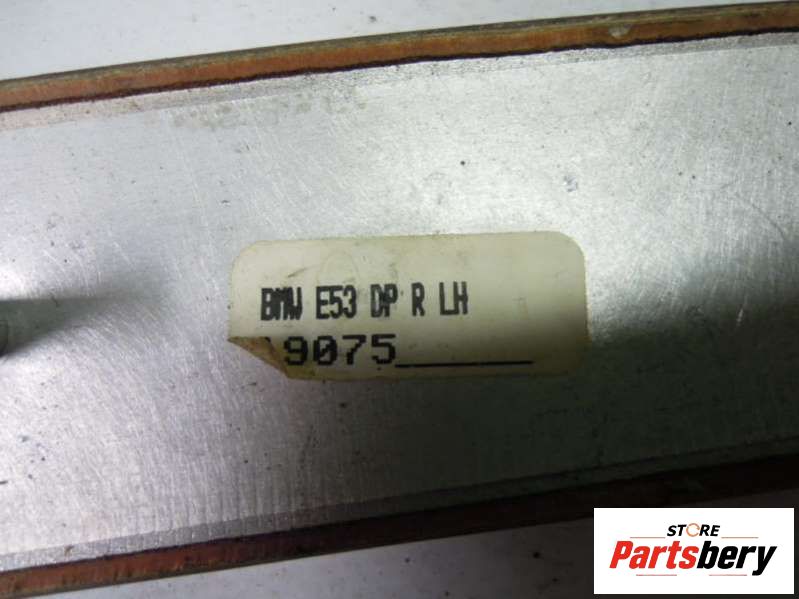 BMW E53 DP R LH
9075
STORE
Partsbery